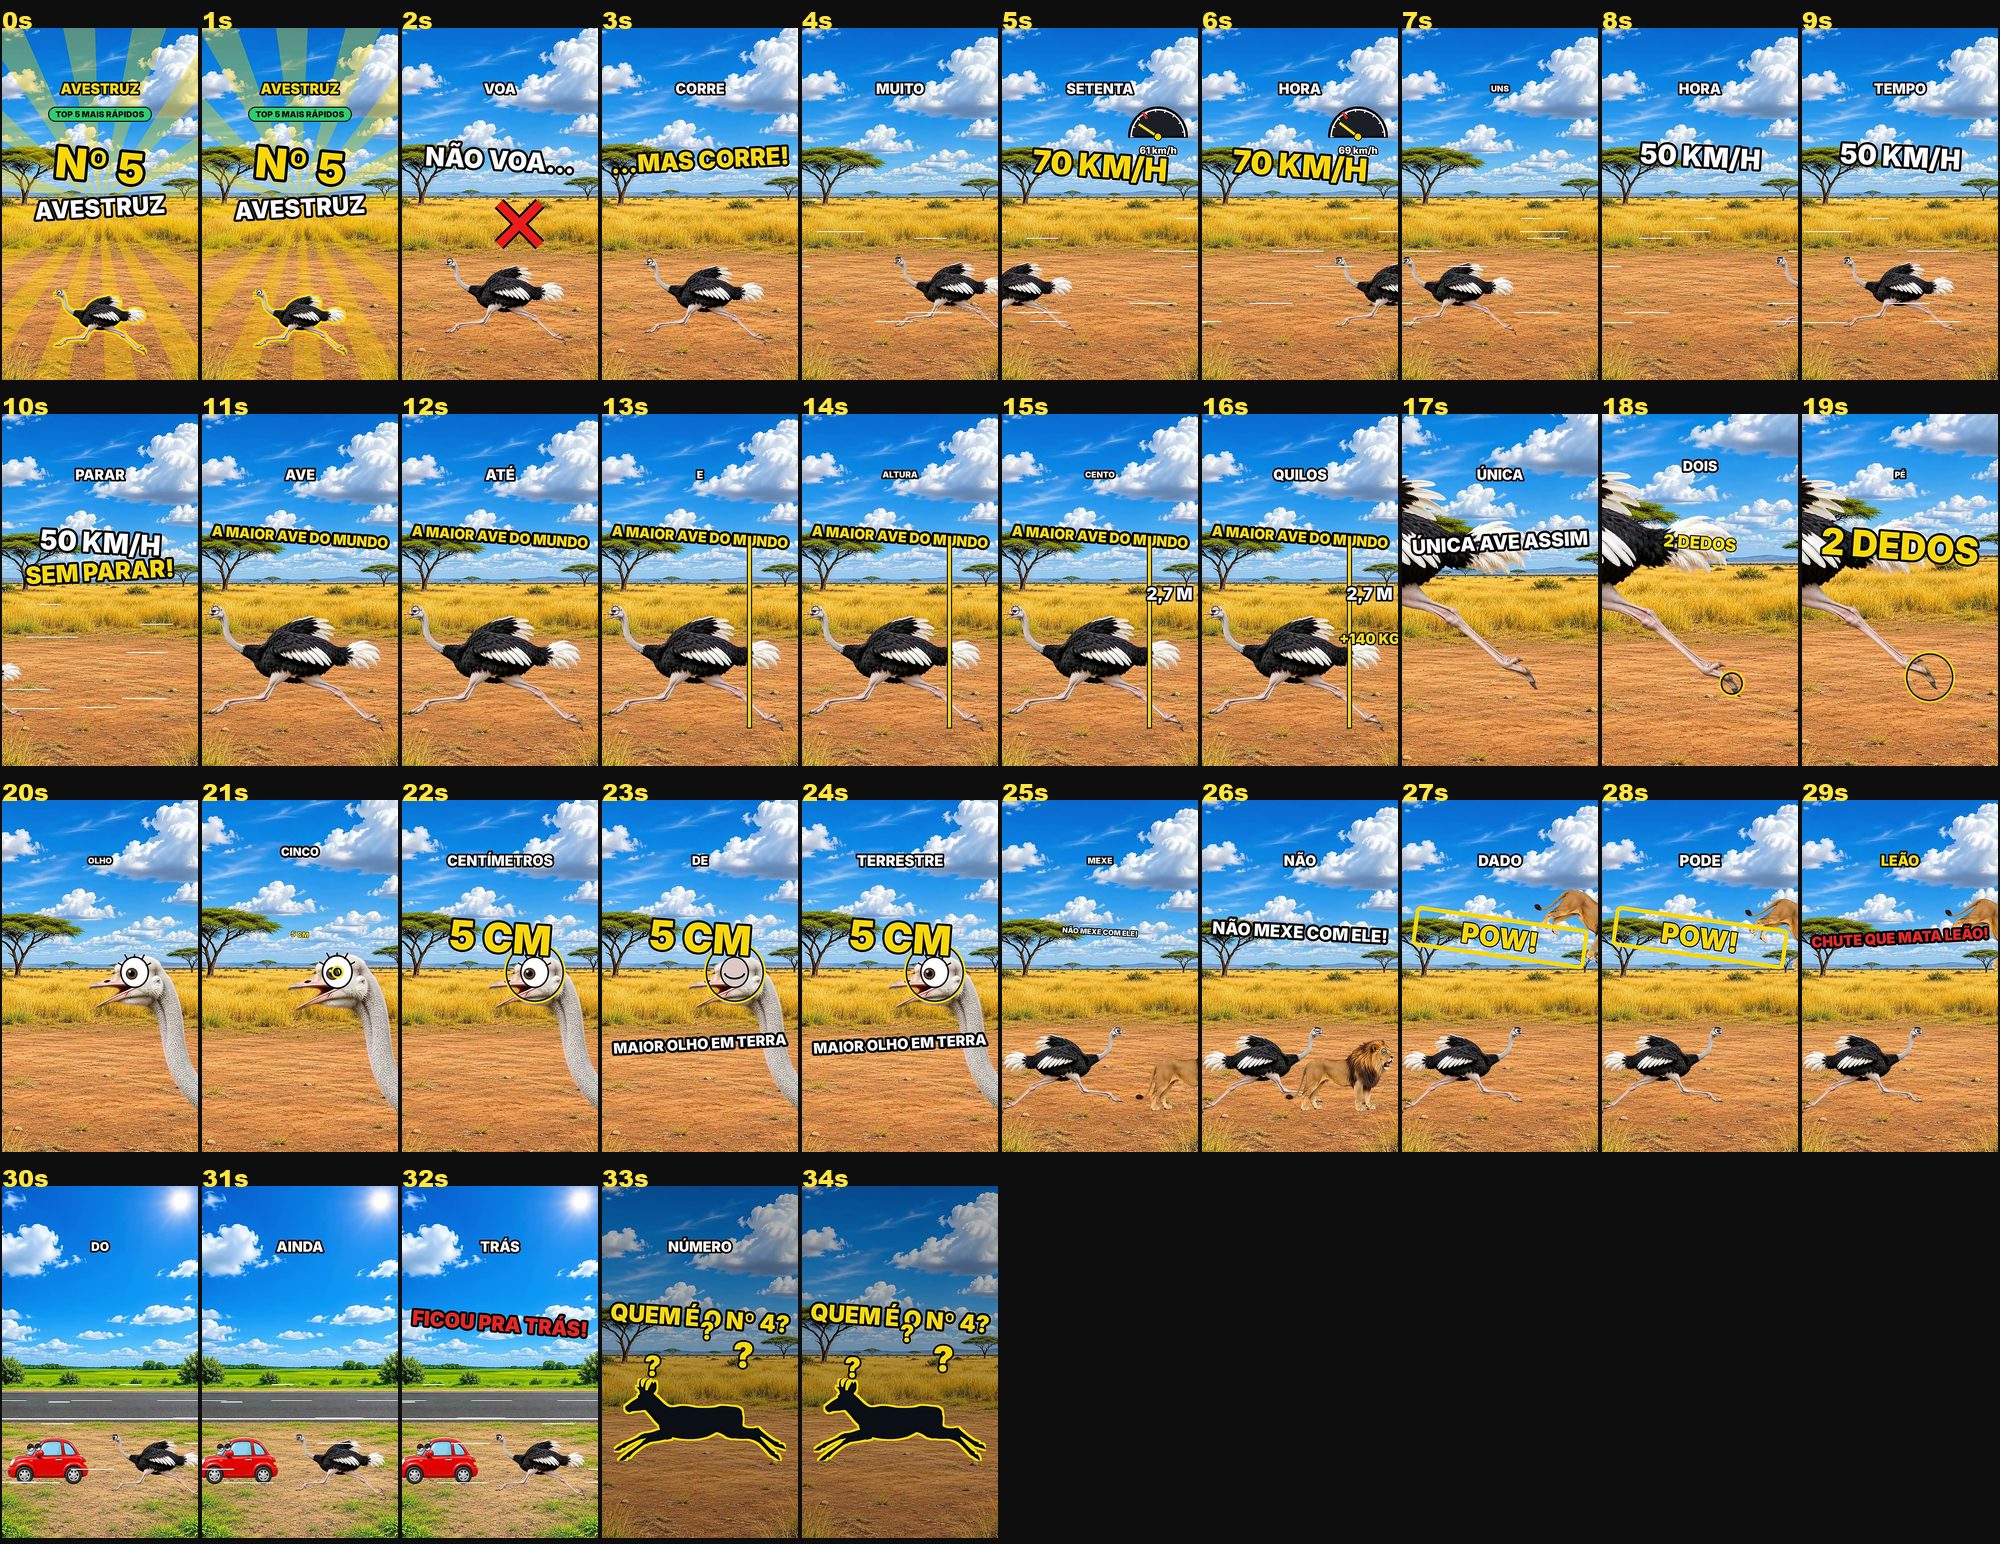 0s
AVESTRUZ
TOP 5 MAIS RÁPIDOS
Nº 5
AVESTRUZ
1s
AVESTRUZ
TOP 5 MAIS RÁPIDOS
Nº 5
AVESTRUZ
2s
VOA
NÃO VOA...
3s
CORRE
...MAS CORRE!
4s
MUITO
5s
SETENTA
61 km/h
70 KM/H
6s
HORA
69 km/h
70 KM/H
7s
UNS
8s
HORA
50 KM/H
9s
TEMPO
50 KM/H
10s
PARAR
50 KM/H
SEM PARAR!
11s
AVE
A MAIOR AVE DO MUNDO
12s
ATÉ
A MAIOR AVE DO MUNDO
13s
E
A MAIOR AVE DO MUNDO
14s
ALTURA
A MAIOR AVE DO MUNDO
15s
CENTO
A MAIOR AVE DO MUNDO
2,7 M
16s
QUILOS
A MAIOR AVE DO MUNDO
2,7 M
+140 KG
17s
ÚNICA
ÚNICA AVE ASSIM
18s
DOIS
2 DEDOS
19s
PÉ
2 DEDOS
20s
OLHO
21s
CINCO
5 CM
22s
CENTÍMETROS
5 CM
23s
DE
5 CM
MAIOR OLHO EM TERRA
24s
TERRESTRE
5 CM
MAIOR OLHO EM TERRA
25s
MEXE
NÃO MEXE COM ELE!
26s
NÃO
NÃO MEXE COM ELE!
27s
DADO
POW!
28s
PODE
POW!
29s
LEÃO
CHUTE QUE MATA LEÃO!
30s
DO
31s
AINDA
32s
TRÁS
FICOU PRA TRÁS!
33s
NÚMERO
QUEM É O Nº 4?
?
?
?
34s
QUEM É O Nº 4?
?
?
?